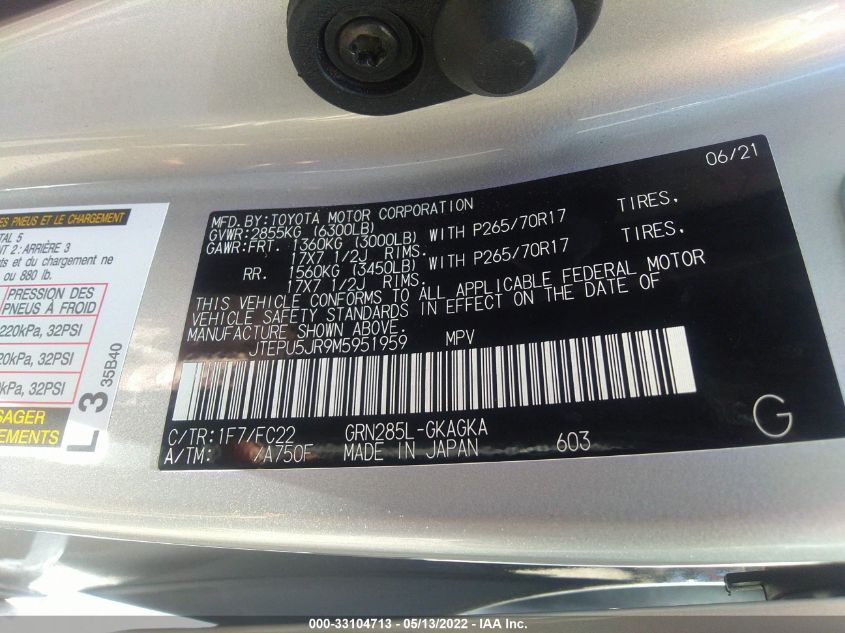 06/21
MFD.BY:TOYOTA MOTOR CORPORATION
GVWR:2855KG (6300LB)
GAWR:FRT. 1360KG (3000LB) WITH P265/70R17 TIRES,
17X7 1/2J RIMS.
RR. 1560KG (3450LB) WITH P265/70R17 TIRES,
17X7 1/2J RIMS.
THIS VEHICLE CONFORMS TO ALL APPLICABLE FEDERAL MOTOR
VEHICLE SAFETY STANDARDS IN EFFECT ON THE DATE OF
MANUFACTURE SHOWN ABOVE.
JTEPU5JR9M5951959 MPV
C/TR:1F7/FC22 GRN285L-GKAGKA
A/TM: /A750F MADE IN JAPAN 603
G
ES PNEUS ET LE CHARGEMENT
TAL 5
NT 2: ARRIÈRE 3
nts et du chargement ne
ou 880 lb.
PRESSION DES
PNEUS À FROID
220kPa, 32PSI
20kPa, 32PSI
kPa, 32PSI
SAGER
EMENTS
L 3 35B40
000-33104713 - 05/13/2022 - IAA Inc.